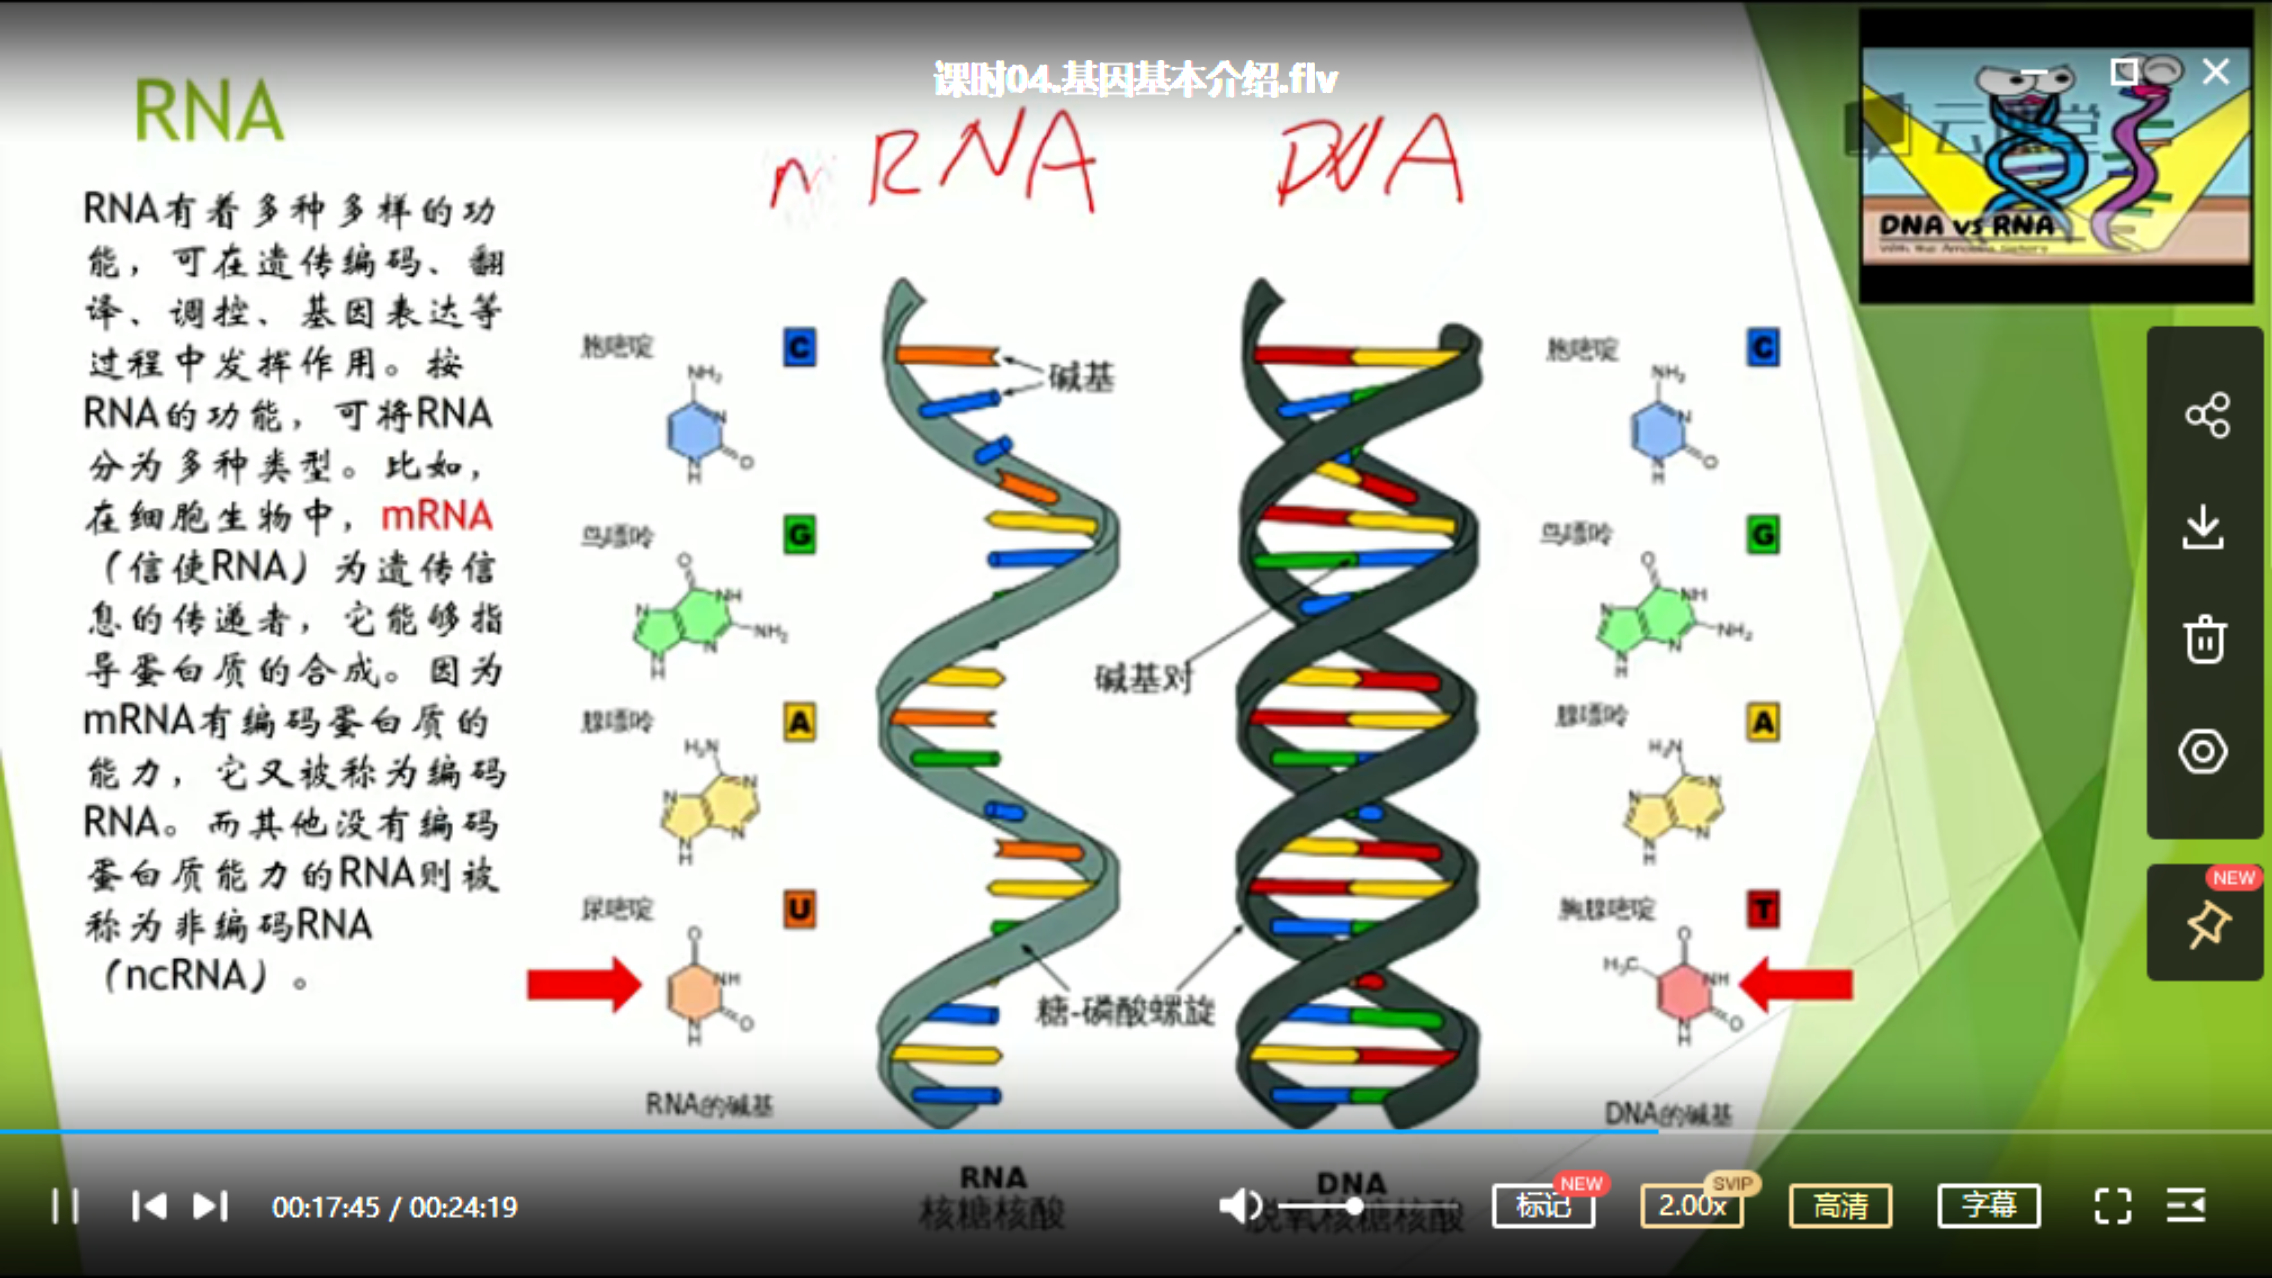 课时04.基因基本介绍.flv
RNA
RNA DNA
DNA vs RNA
RNA有着多种多样的功
能，可在遗传编码、翻
译、调控、基因表达等
过程中发挥作用。按
RNA的功能，可将RNA
分为多种类型。比如，
在细胞生物中，mRNA
（信使RNA）为遗传信
息的传递者，它能够指
导蛋白质的合成。因为
mRNA有编码蛋白质的
能力，它又被称为编码
RNA。而其他没有编码
蛋白质能力的RNA则被
称为非编码RNA
（ncRNA）。
胞嘧啶 C
NH₂
N
O
N
H
鸟嘌呤 G
O
N
NH
NH₂
N
N
H
腺嘌呤 A
H₂N
N
N
N
N
H
尿嘧啶 U
O
NH
O
N
H
RNA的碱基
碱基
碱基对
糖-磷酸螺旋
胞嘧啶 C
NH₂
N
O
N
H
鸟嘌呤 G
O
N
NH
NH₂
N
N
H
腺嘌呤 A
H₂N
N
N
N
N
H
胸腺嘧啶 T
O
H₃C
NH
O
N
H
DNA的碱基
RNA
核糖核酸
DNA
脱氧核糖核酸
NEW
00:17:45 / 00:24:19
标记 NEW
2.00x SVIP
高清
字幕